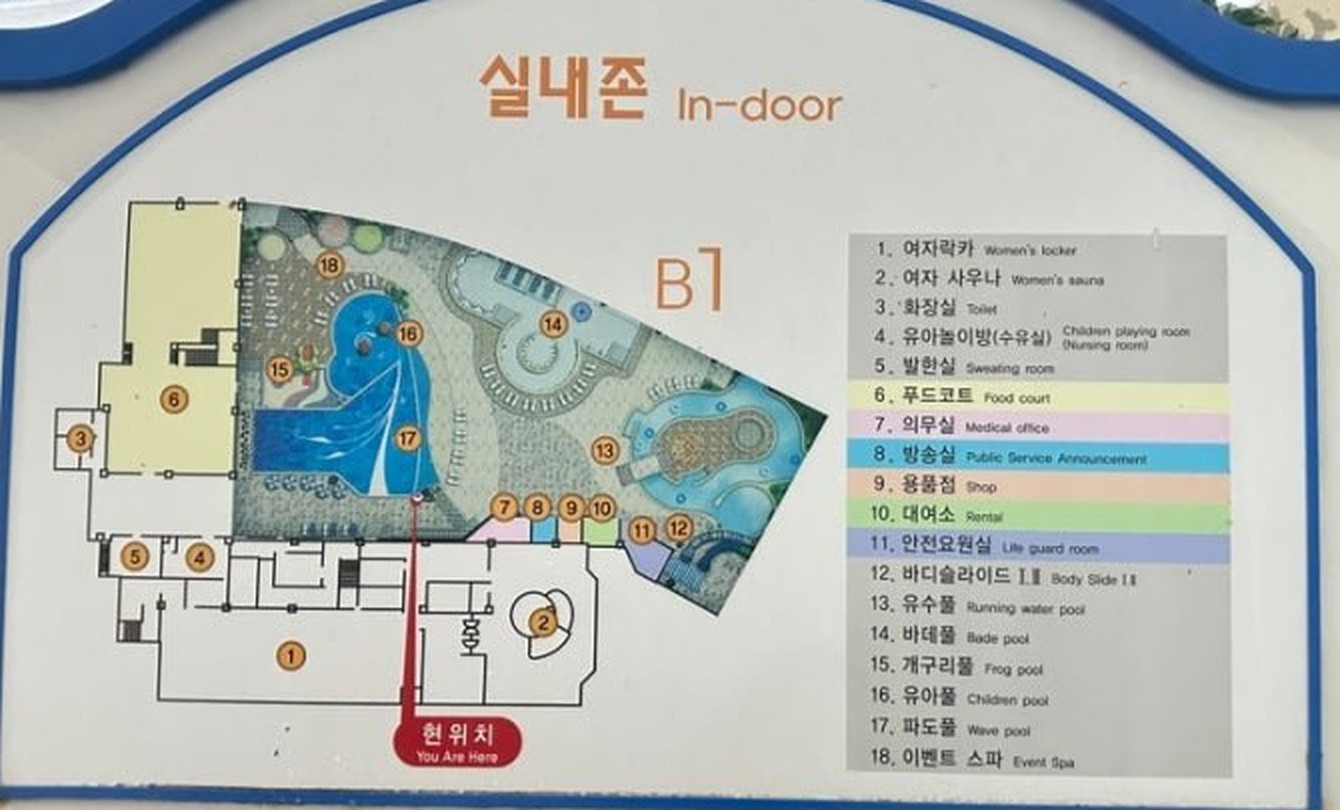 실내존 In-door
B1
18
16
14
15
6
17
3
13
7
8
9
10
11
12
5
4
2
1
현위치
You Are Here
1. 여자락카 Women's locker
2. 여자 사우나 Women's sauna
3. 화장실 Toilet
4. 유아놀이방(수유실) Children playing room
(Nursing room)
5. 발현실 Sweating room
6. 푸드코트 Food court
7. 의무실 Medical office
8. 방송실 Public Service Announcement
9. 용품점 Shop
10. 대여소 Rental
11. 안전요원실 Life guard room
12. 바디슬라이드 I.II Body Slide I.II
13. 유수풀 Running water pool
14. 바데풀 Bade pool
15. 개구리풀 Frog pool
16. 유아풀 Children pool
17. 파도풀 Wave pool
18. 이벤트 스파 Event Spa